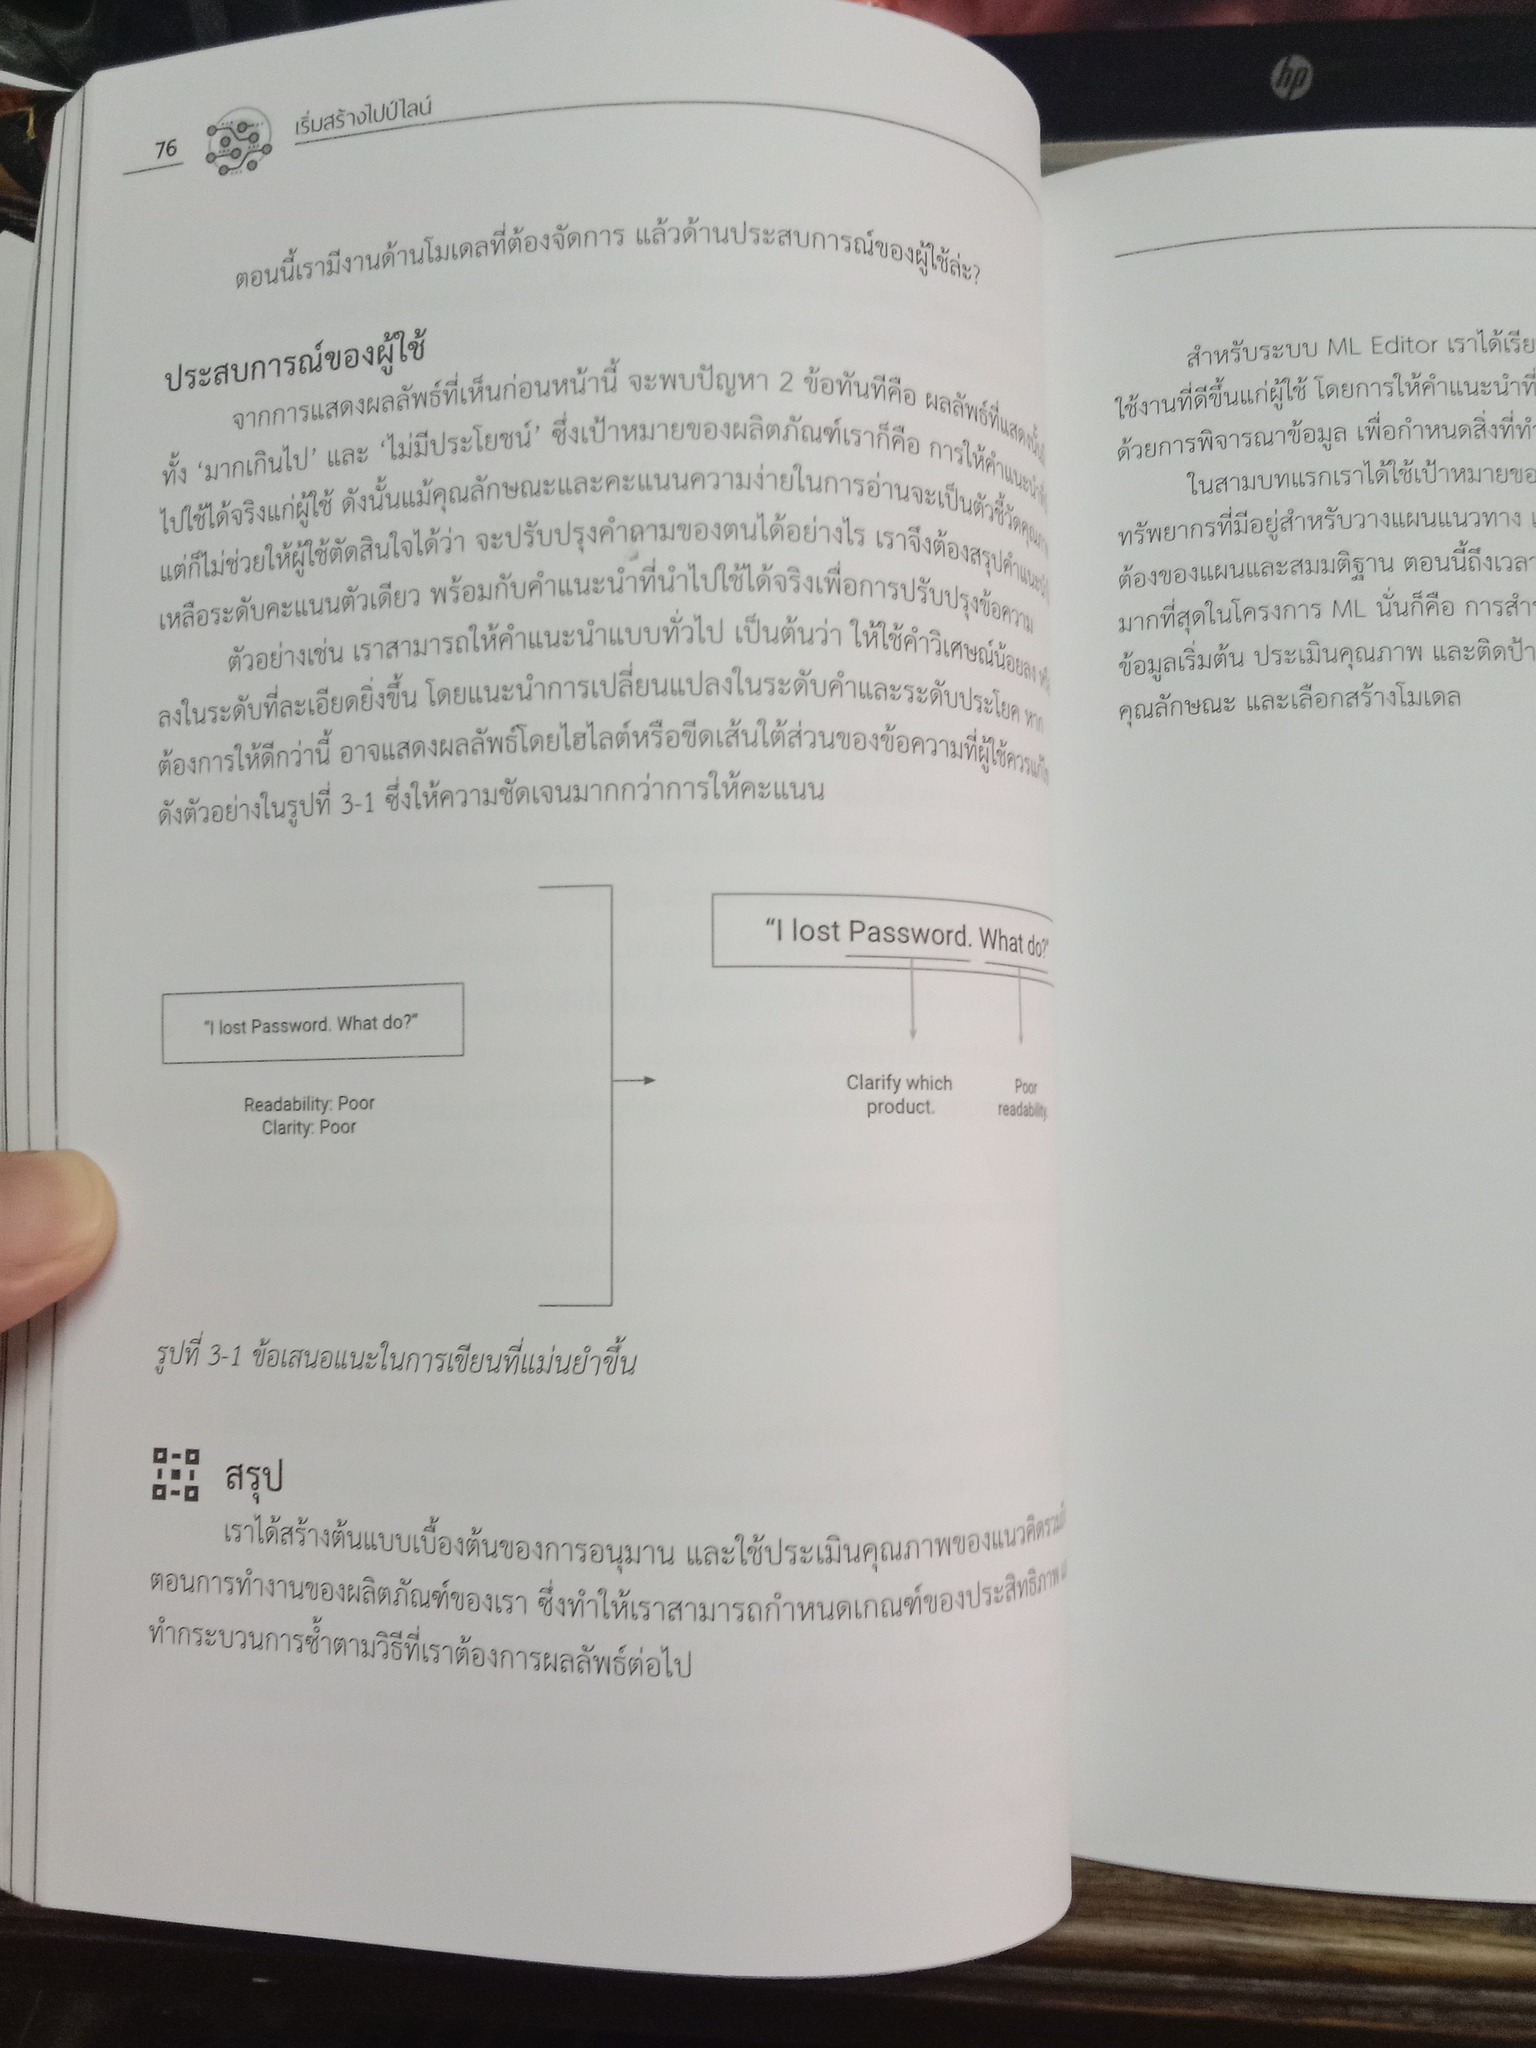 76
เริ่มสร้างไปป์ไลน์
ตอนนี้เรามีงานด้านโมเดลที่ต้องจัดการ แล้วด้านประสบการณ์ของผู้ใช้ล่ะ?
ประสบการณ์ของผู้ใช้
จากการแสดงผลลัพธ์ที่เห็นก่อนหน้านี้ จะพบปัญหา 2 ข้อทันทีคือ ผลลัพธ์ที่แสดงนั้นมี
ทั้ง ‘มากเกินไป’ และ ‘ไม่มีประโยชน์’ ซึ่งเป้าหมายของผลิตภัณฑ์เราก็คือ การให้คำแนะนำที่
ไปใช้ได้จริงแก่ผู้ใช้ ดังนั้นแม้คุณลักษณะและคะแนนความง่ายในการอ่านจะเป็นตัวชี้วัดคุณภาพ
แต่ก็ไม่ช่วยให้ผู้ใช้ตัดสินใจได้ว่า จะปรับปรุงคำถามของตนได้อย่างไร เราจึงต้องสรุปคำแนะนำให้
เหลือระดับคะแนนตัวเดียว พร้อมกับคำแนะนำที่นำไปใช้ได้จริงเพื่อการปรับปรุงข้อความ
ตัวอย่างเช่น เราสามารถให้คำแนะนำแบบทั่วไป เป็นต้นว่า ให้ใช้คำวิเศษณ์น้อยลง หรือ
ลงในระดับที่ละเอียดยิ่งขึ้น โดยแนะนำการเปลี่ยนแปลงในระดับคำและระดับประโยค หาก
ต้องการให้ดีกว่านี้ อาจแสดงผลลัพธ์โดยไฮไลต์หรือขีดเส้นใต้ส่วนของข้อความที่ผู้ใช้ควรแก้ไข
ดังตัวอย่างในรูปที่ 3-1 ซึ่งให้ความชัดเจนมากกว่าการให้คะแนน
“I lost Password. What do?”
Readability: Poor
Clarity: Poor
“I lost Password. What do?”
Clarify which
product.
Poor
readability.
รูปที่ 3-1 ข้อเสนอแนะในการเขียนที่แม่นยำขึ้น
สรุป
เราได้สร้างต้นแบบเบื้องต้นของการอนุมาน และใช้ประเมินคุณภาพของแนวคิด
ตอนการทำงานของผลิตภัณฑ์ของเรา ซึ่งทำให้เราสามารถกำหนดเกณฑ์ของประสิทธิภาพ
ทำกระบวนการซ้ำตามวิธีที่เราต้องการผลลัพธ์ต่อไป
สำหรับระบบ ML Editor เราได้เรีย
ใช้งานที่ดีขึ้นแก่ผู้ใช้ โดยการให้คำแนะนำที่
ด้วยการพิจารณาข้อมูล เพื่อกำหนดสิ่งที่ทำ
ในสามบทแรกเราได้ใช้เป้าหมายขอ
ทรัพยากรที่มีอยู่สำหรับวางแผนแนวทาง เ
ต้องของแผนและสมมติฐาน ตอนนี้ถึงเวลา
มากที่สุดในโครงการ ML นั่นก็คือ การสำ
ข้อมูลเริ่มต้น ประเมินคุณภาพ และติดป้า
คุณลักษณะ และเลือกสร้างโมเดล
hp